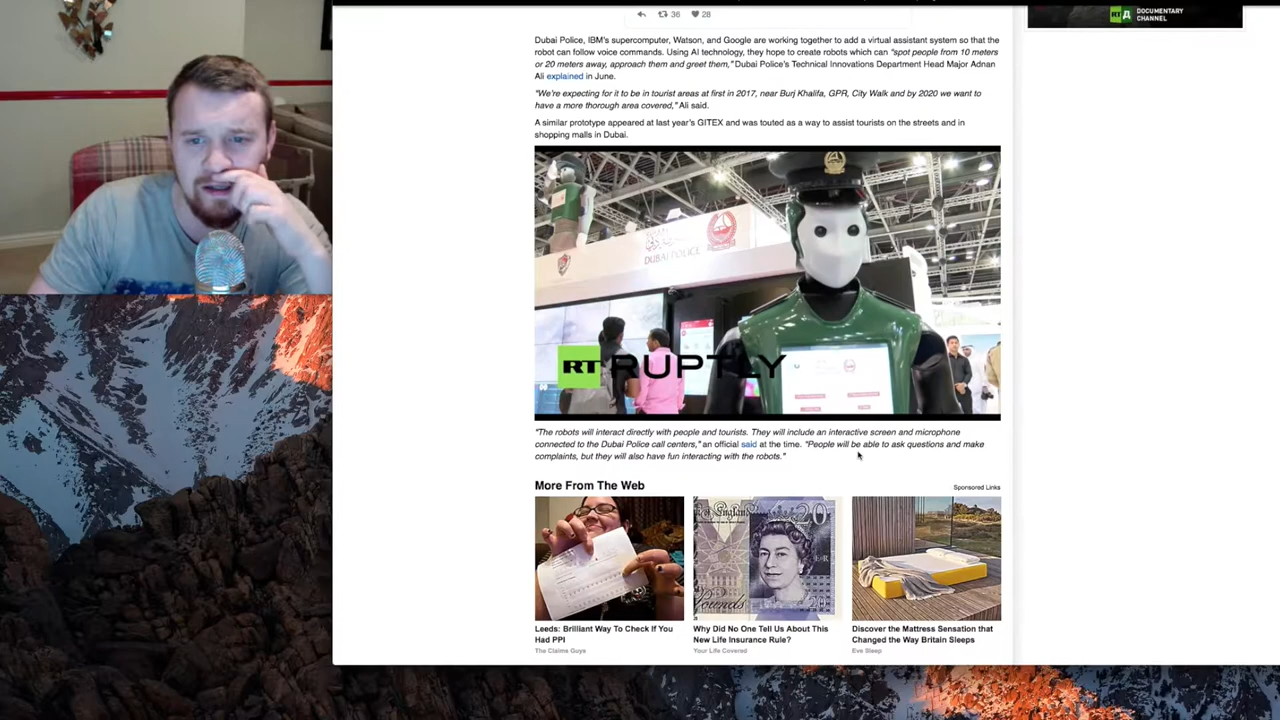 DOCUMENTARY
CHANNEL
RT
36 28
Dubai Police, IBM's supercomputer, Watson, and Google are working together to add a virtual assistant system so that the
robot can follow voice commands. Using AI technology, they hope to create robots which can "spot people from 10 meters
or 20 meters away, approach them and greet them," Dubai Police's Technical Innovations Department Head Major Adnan
Ali explained in June.
"We're expecting for it to be in tourist areas at first in 2017, near Burj Khalifa, GPR, City Walk and by 2020 we want to
have a more thorough area covered," Ali said.
A similar prototype appeared at last year's GITEX and was touted as a way to assist tourists on the streets and in
shopping malls in Dubai.
DUBAI POLICE
RT RUPTLY
"The robots will interact directly with people and tourists. They will include an interactive screen and microphone
connected to the Dubai Police call centers," an official said at the time. "People will be able to ask questions and make
complaints, but they will also have fun interacting with the robots."
More From The Web
Sponsored Links
20
Leeds: Brilliant Way To Check If You
Had PPI
The Claims Guys
Why Did No One Tell Us About This
New Life Insurance Rule?
Your Life Covered
Discover the Mattress Sensation that
Changed the Way Britain Sleeps
Eve Sleep